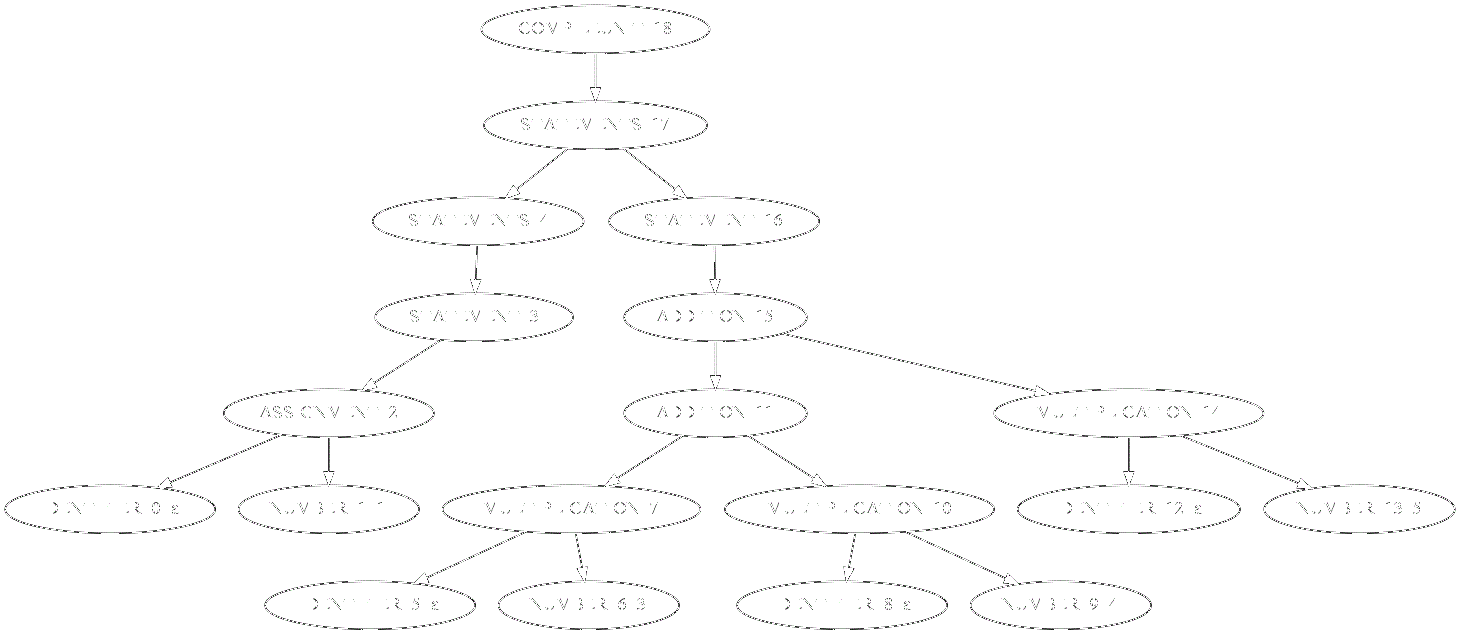 18
STATEMENTS 17
STATEMENTS 4
STATEMENT 16
STATEMENT 3
ADDITION 15
ASSIGNMENT 2
ADDITION 11
MULTIPLICATION 14
IDENTIFIER 0 a
NUMBER 1
MULTIPLICATION 7
MULTIPLICATION 10
IDENTIFIER 12 a
NUMBER 13 5
IDENTIFIER 5 a
NUMBER 6 3
IDENTIFIER 8 a
NUMBER 9 4